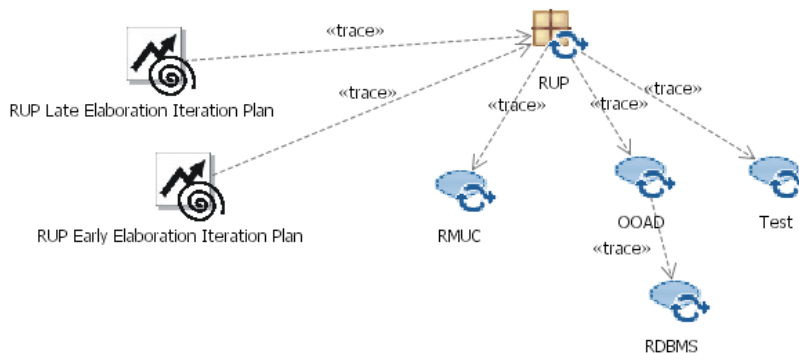 «trace»
RUP
RUP Late Elaboration Iteration Plan
«trace»
«trace»
«trace»
«trace»
RUP Early Elaboration Iteration Plan
RMUC
OOAD
Test
«trace»
RDBMS